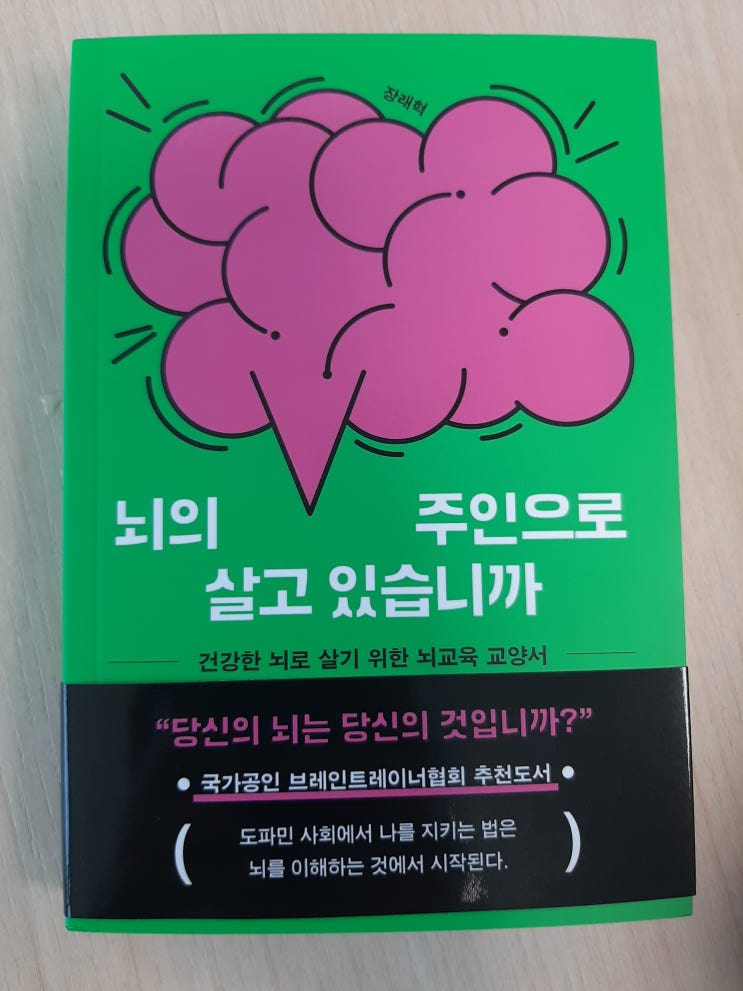 장래혁
뇌의 주인으로
살고 있습니까
건강한 뇌로 살기 위한 뇌교육 교양서
“당신의 뇌는 당신의 것입니까?”
• 국가공인 브레인트레이너협회 추천도서 •
( 도파민 사회에서 나를 지키는 법은
뇌를 이해하는 것에서 시작된다. )